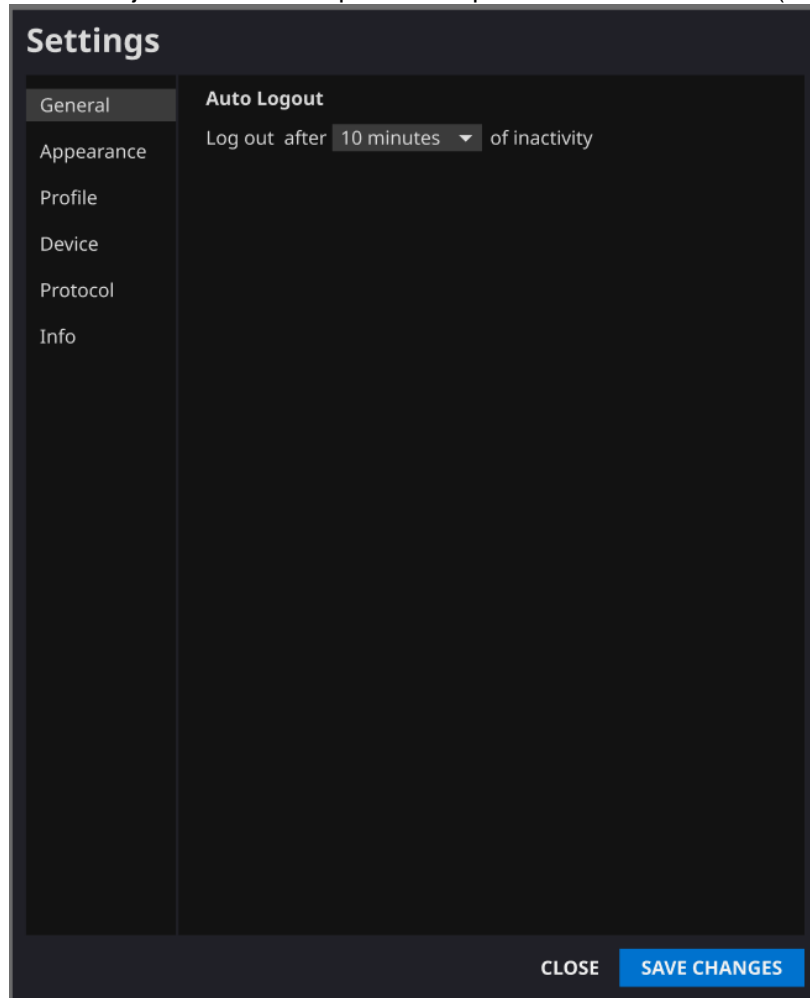 Settings
General
Appearance
Profile
Device
Protocol
Info
Auto Logout
Log out after 10 minutes of inactivity
CLOSE
SAVE CHANGES